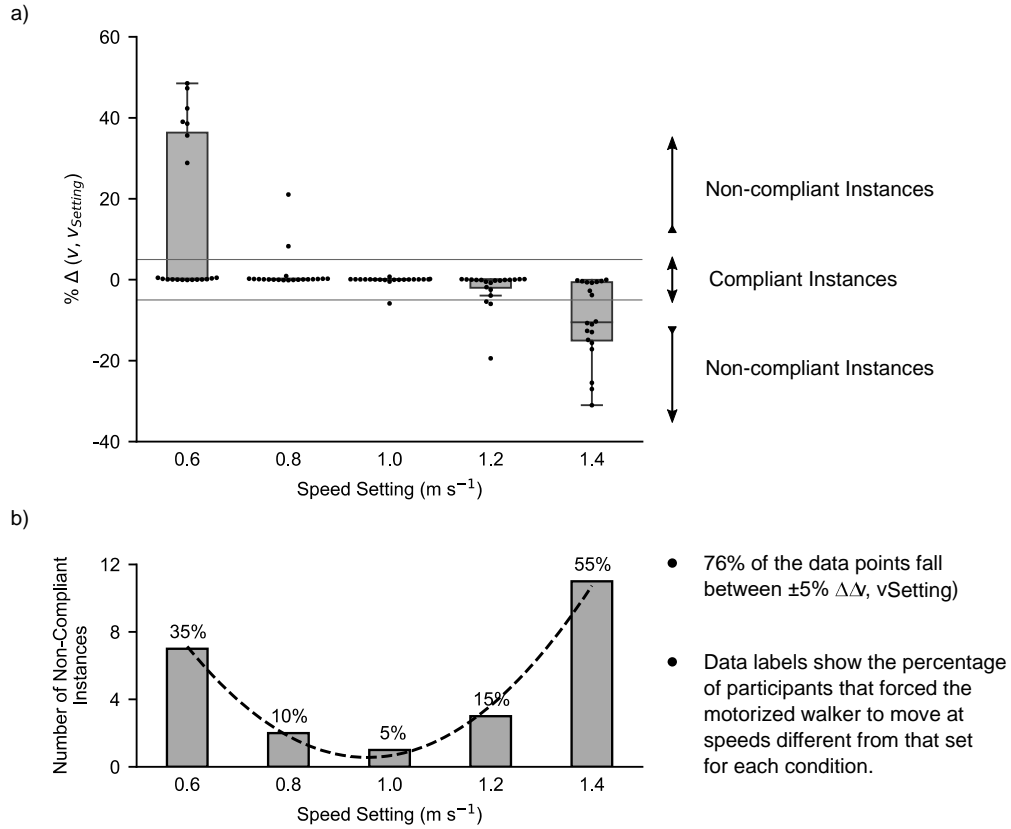 a)
60
40
20
0
-20
-40
% Δ (v, vSetting)
0.6 0.8 1.0 1.2 1.4
Speed Setting (m s⁻¹)
Non-compliant Instances
Compliant Instances
Non-compliant Instances
b)
12
8
4
0
Number of Non-Compliant
Instances
35% 10% 5% 15% 55%
0.6 0.8 1.0 1.2 1.4
Speed Setting (m s⁻¹)
● 76% of the data points fall
between ±5% ΔΔv, vSetting)
● Data labels show the percentage
of participants that forced the
motorized walker to move at
speeds different from that set
for each condition.